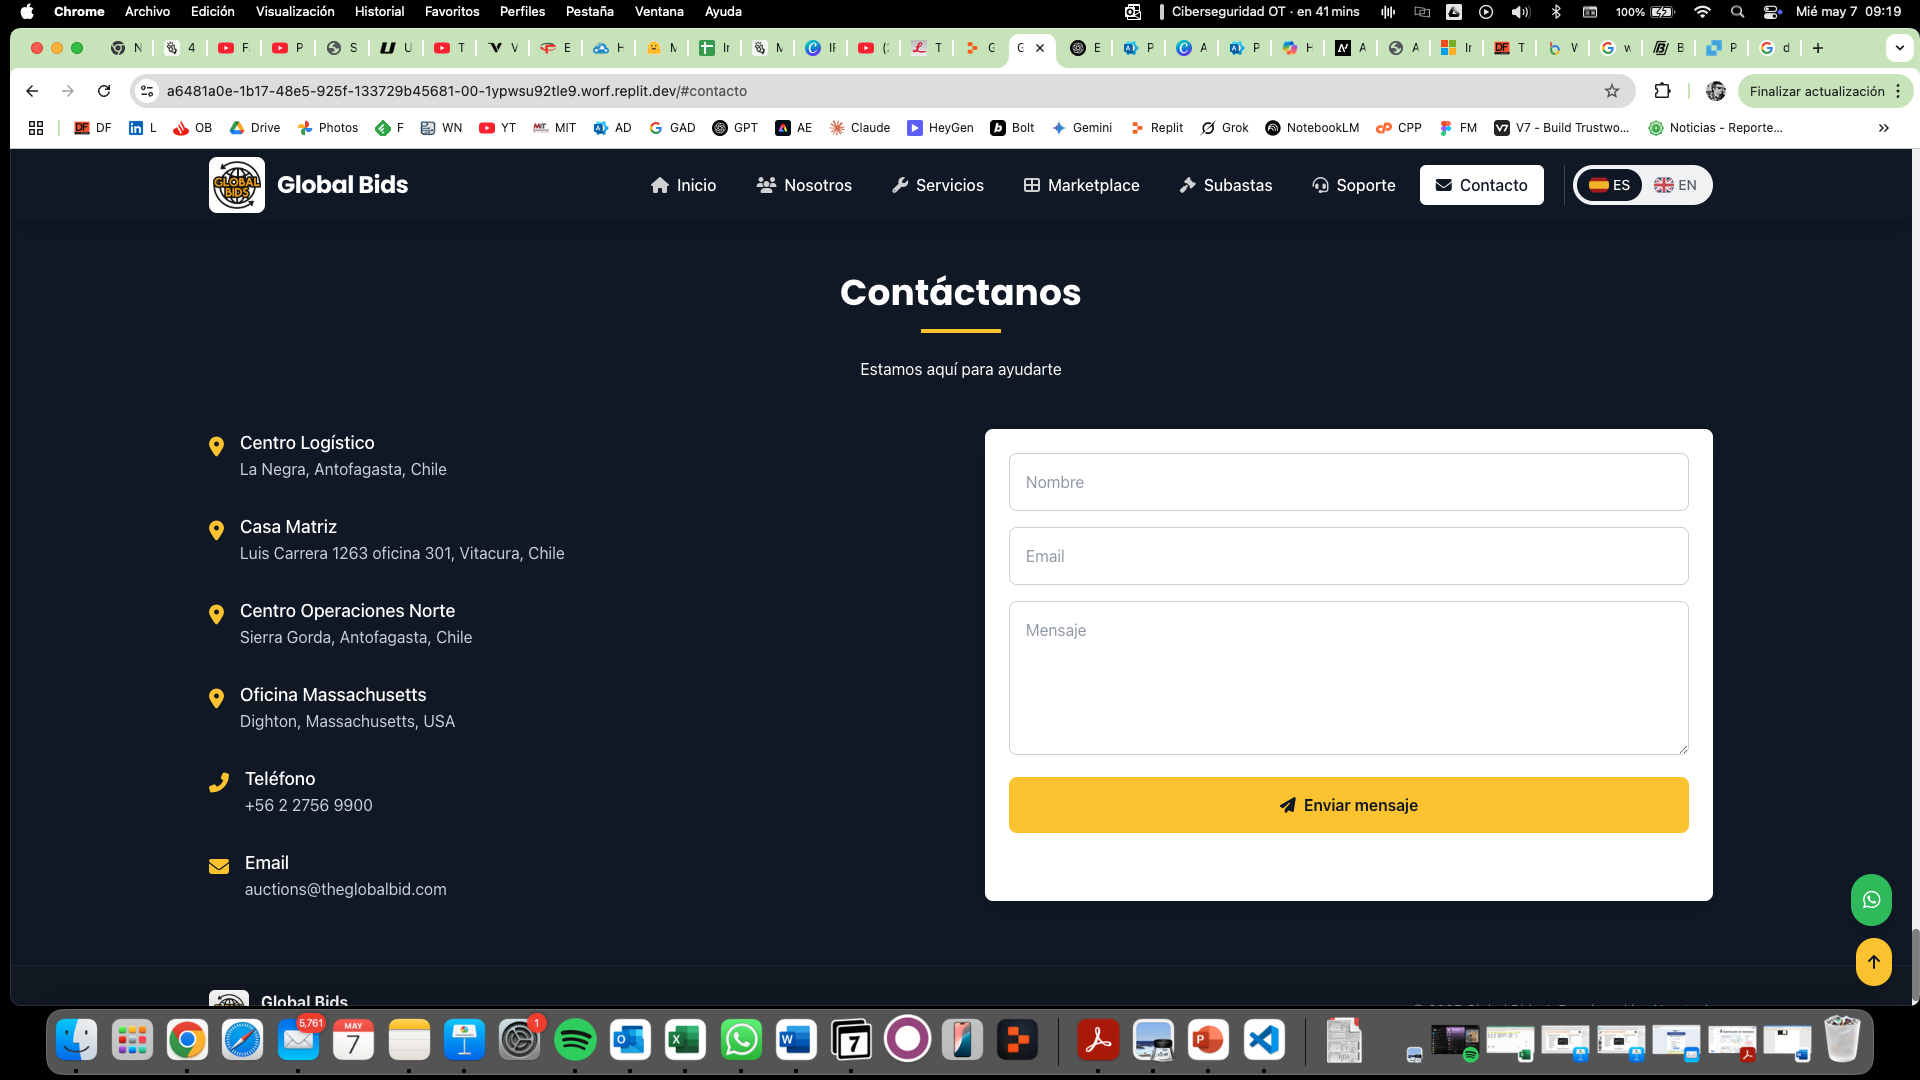 Chrome Archivo Edición Visualización Historial Favoritos Perfiles Pestaña Ventana Ayuda
Ciberseguridad OT · en 41 mins 100% Mié may 7 09:19
a6481a0e-1b17-48e5-925f-133729b45681-00-1ypwsu92tle9.worf.replit.dev/#contacto
Finalizar actualización
DF L OB Drive Photos F WN YT MIT AD GAD GPT AE Claude HeyGen Bolt Gemini Replit Grok NotebookLM CPP FM V7 - Build Trustwo... Noticias - Reporte...
GLOBAL BIDS
Global Bids
Inicio Nosotros Servicios Marketplace Subastas Soporte Contacto ES EN
Contáctanos
Estamos aquí para ayudarte
Centro Logístico
La Negra, Antofagasta, Chile
Casa Matriz
Luis Carrera 1263 oficina 301, Vitacura, Chile
Centro Operaciones Norte
Sierra Gorda, Antofagasta, Chile
Oficina Massachusetts
Dighton, Massachusetts, USA
Teléfono
+56 2 2756 9900
Email
auctions@theglobalbid.com
Nombre
Email
Mensaje
Enviar mensaje
Global Bids
5,761
MAY
7
1
7